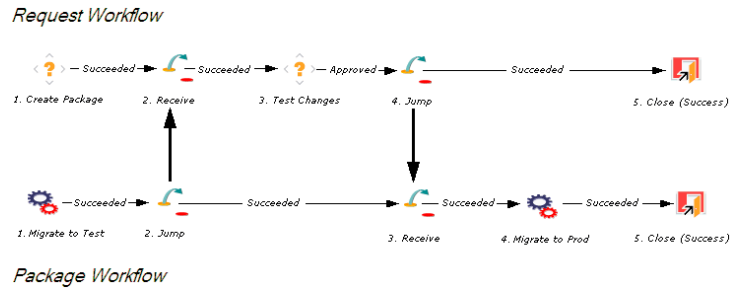 Request Workflow
Succeeded Succeeded Approved Succeeded
1. Create Package 2. Receive 3. Test Changes 4. Jump 5. Close (Success)
Succeeded Succeeded Succeeded Succeeded
1. Migrate to Test 2. Jump 3. Receive 4. Migrate to Prod 5. Close (Success)
Package Workflow